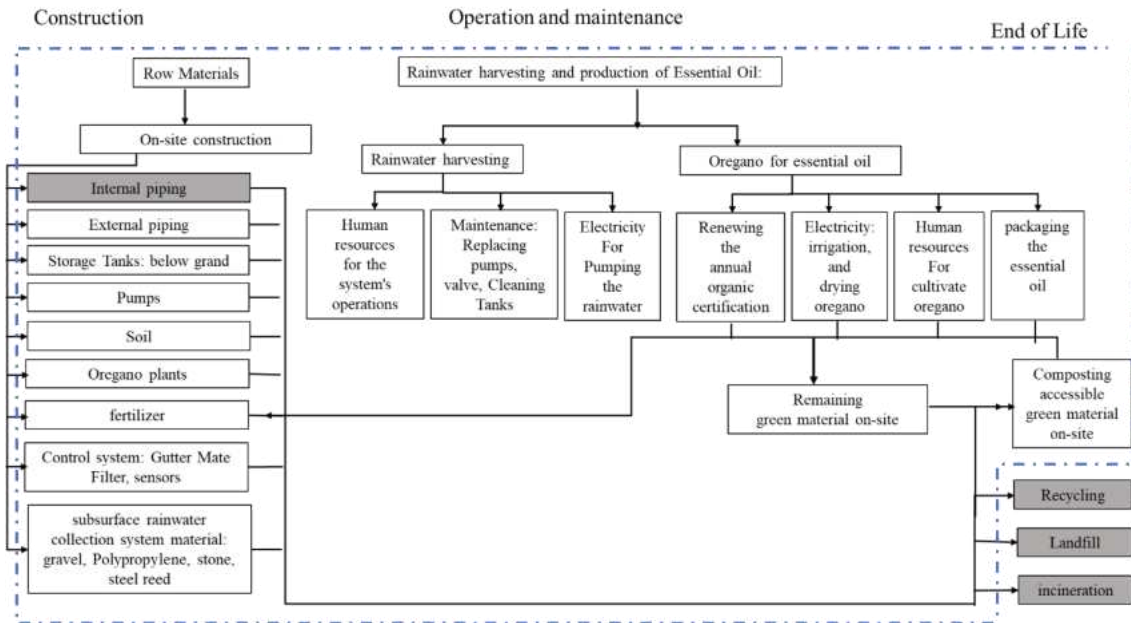 Construction
Operation and maintenance
End of Life
Row Materials
On-site construction
Internal piping
External piping
Storage Tanks: below grand
Pumps
Soil
Oregano plants
fertilizer
Control system: Gutter Mate
Filter, sensors
subsurface rainwater
collection system material:
gravel, Polypropylene, stone,
steel reed
Rainwater harvesting and production of Essential Oil:
Rainwater harvesting
Oregano for essential oil
Human
resources
for the
system's
operations
Maintenance:
Replacing
pumps,
valve, Cleaning
Tanks
Electricity
For
Pumping
the
rainwater
Renewing
the
annual
organic
certification
Electricity:
irrigation,
and
drying
oregano
Human
resources
For
cultivate
oregano
packaging
the
essential
oil
Remaining
green material on-site
Composting
accessible
green material
on-site
Recycling
Landfill
incineration